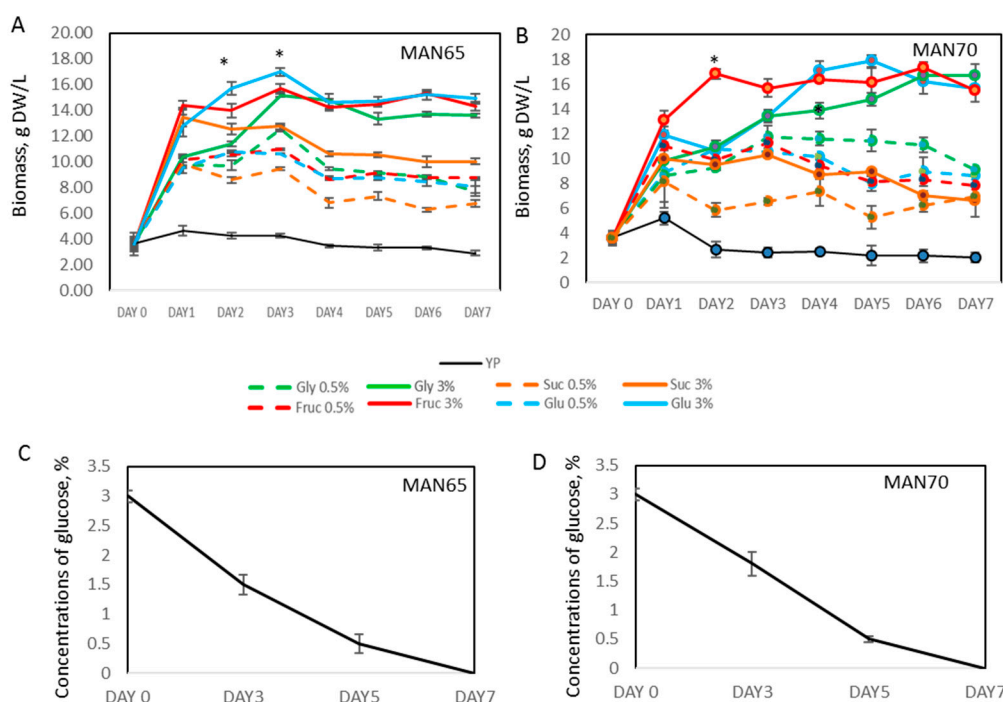 A
MAN65
*
*
Biomass, g DW/L
20.00
18.00
16.00
14.00
12.00
10.00
8.00
6.00
4.00
2.00
0.00
DAY 0 DAY1 DAY2 DAY3 DAY4 DAY5 DAY6 DAY7
B
MAN70
*
*
Biomass, g DW/L
20
18
16
14
12
10
8
6
4
2
0
DAY 0 DAY1 DAY2 DAY3 DAY4 DAY5 DAY6 DAY7
YP
Gly 0.5% Gly 3% Suc 0.5% Suc 3%
Fruc 0.5% Fruc 3% Glu 0.5% Glu 3%
C
MAN65
Concentrations of glucose, %
3.5
3
2.5
2
1.5
1
0.5
0
DAY 0 DAY3 DAY5 DAY7
D
MAN70
Concentrations of glucose, %
3.5
3
2.5
2
1.5
1
0.5
0
DAY 0 DAY3 DAY5 DAY7